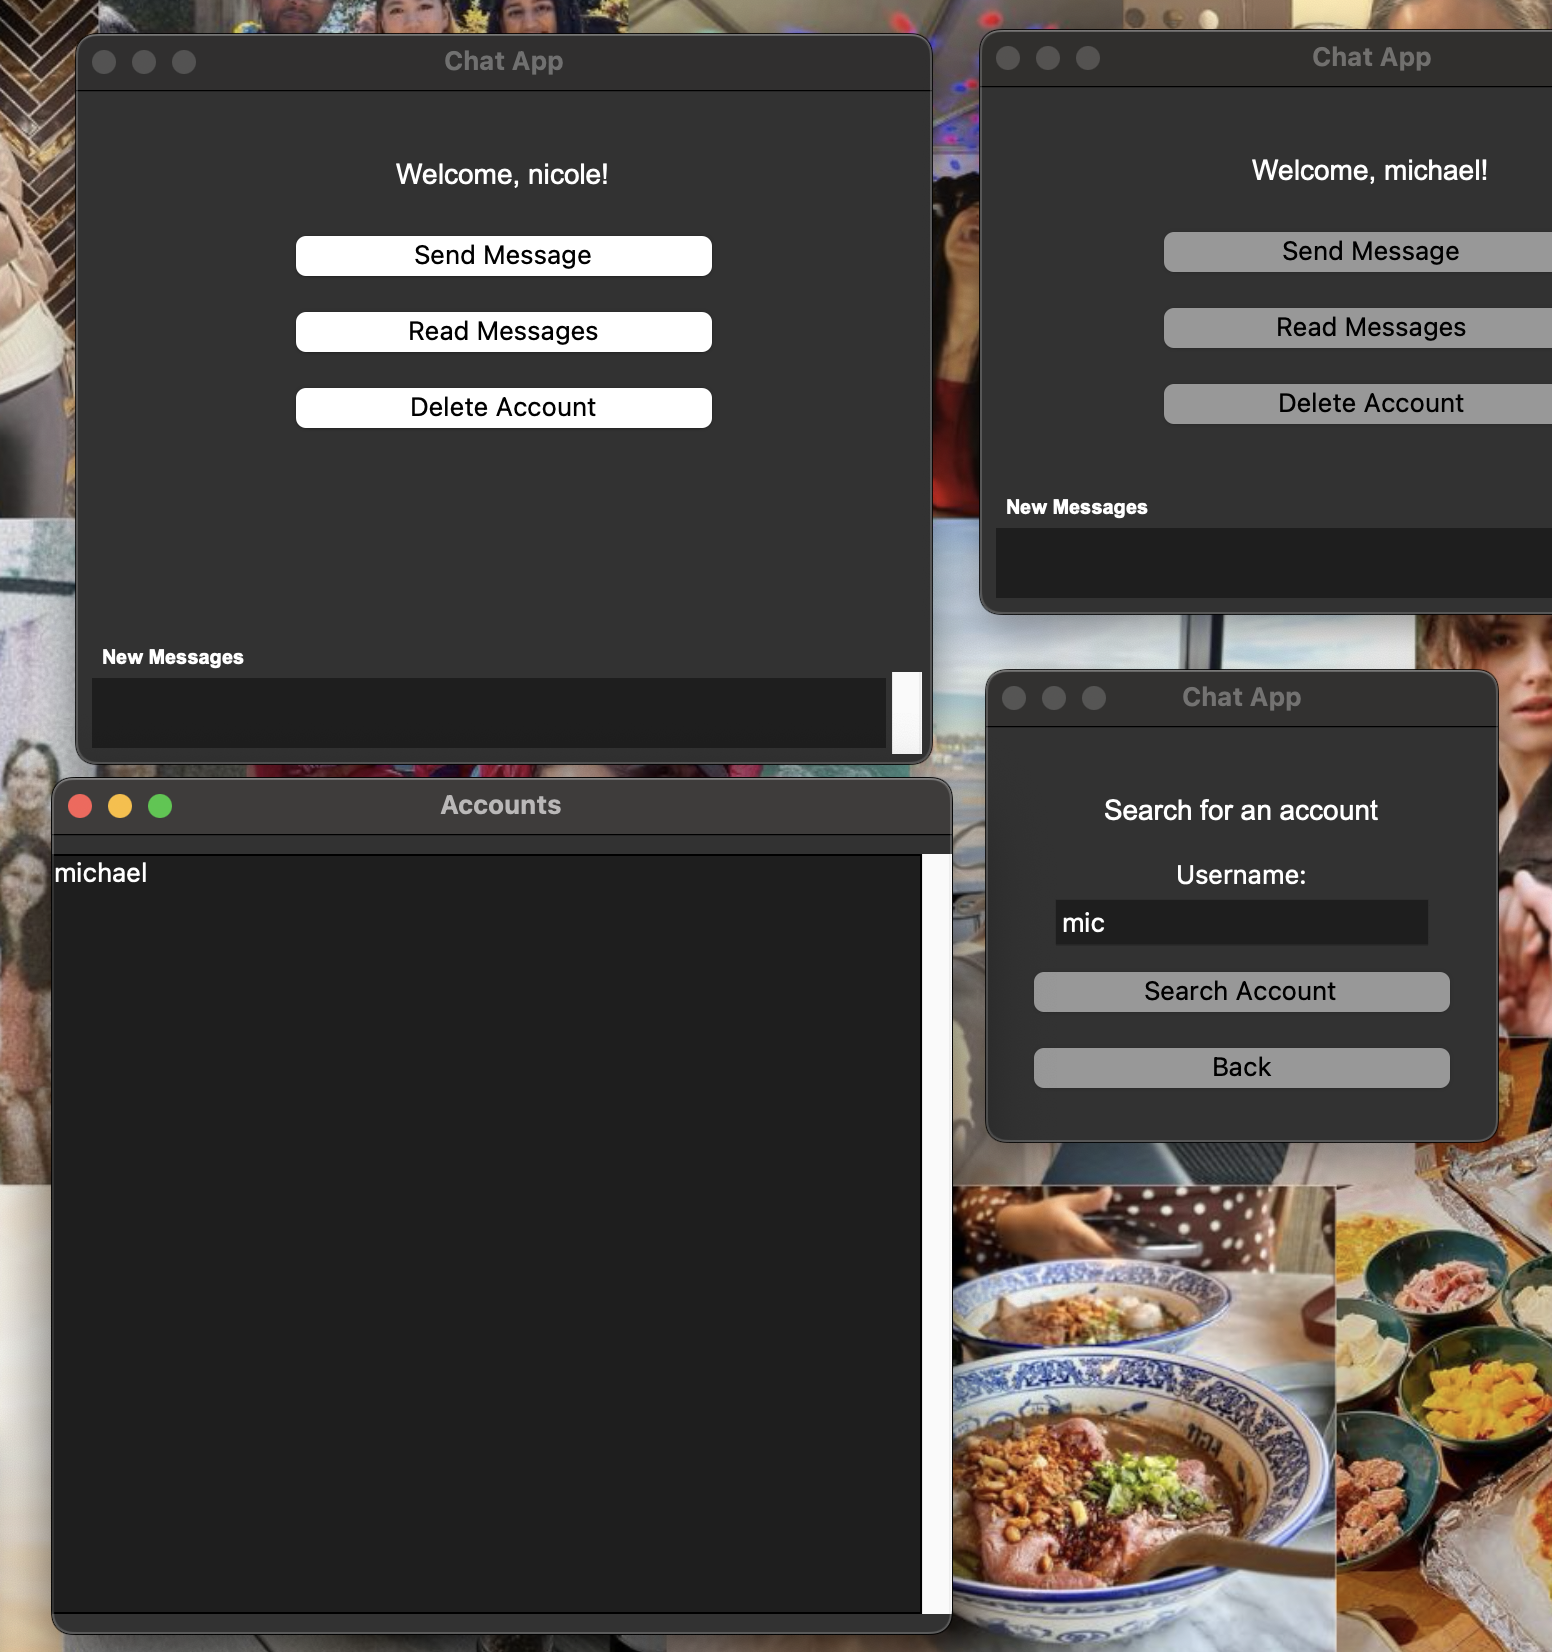 Chat App
Welcome, nicole!
Send Message
Read Messages
Delete Account
New Messages
Chat App
Welcome, michael!
Send Message
Read Messages
Delete Account
New Messages
Accounts
michael
Chat App
Search for an account
Username:
mic
Search Account
Back